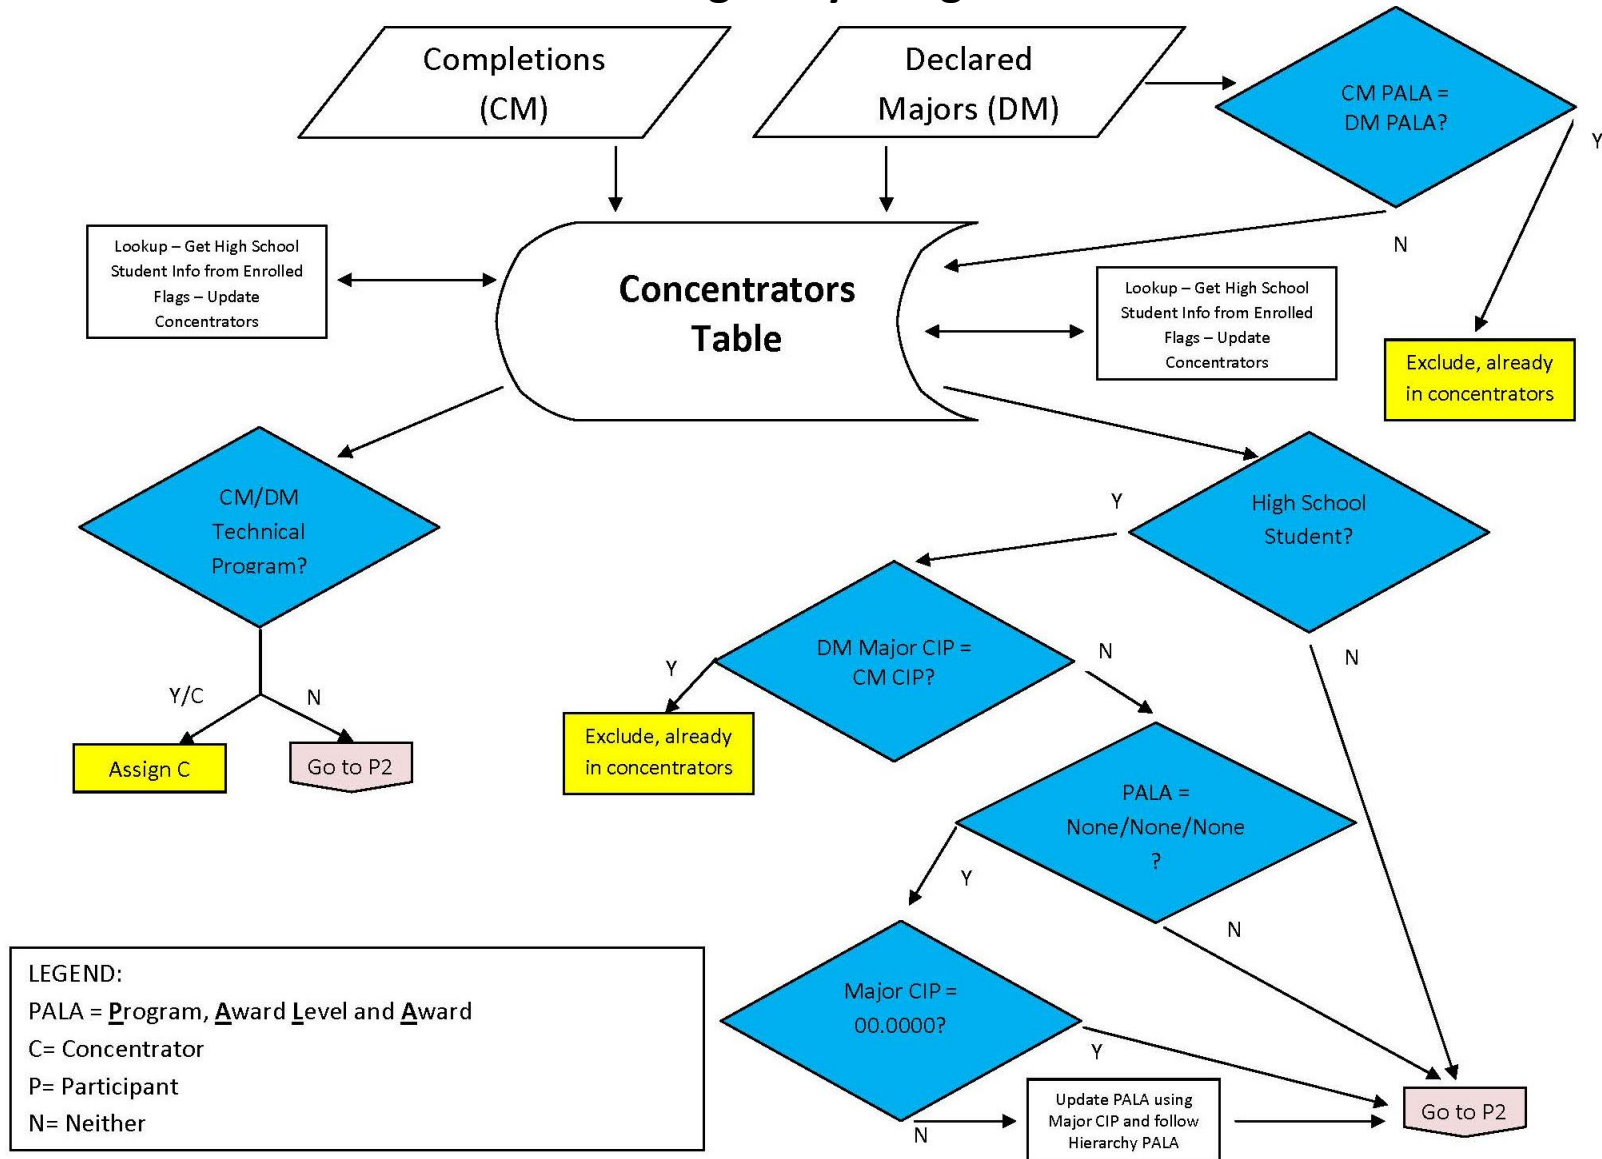 Completions
(CM)
Declared
Majors (DM)
CM PALA =
DM PALA?
Y
N
Lookup – Get High School
Student Info from Enrolled
Flags – Update
Concentrators
Concentrators
Table
Lookup – Get High School
Student Info from Enrolled
Flags – Update
Concentrators
Exclude, already
in concentrators
CM/DM
Technical
Program?
Y
High School
Student?
DM Major CIP =
CM CIP?
Y
N
N
Y/C
N
Assign C
Go to P2
Exclude, already
in concentrators
PALA =
None/None/None
?
Y
N
LEGEND:
PALA = Program, Award Level and Award
C= Concentrator
P= Participant
N= Neither
Major CIP =
00.0000?
Y
N
Update PALA using
Major CIP and follow
Hierarchy PALA
Go to P2